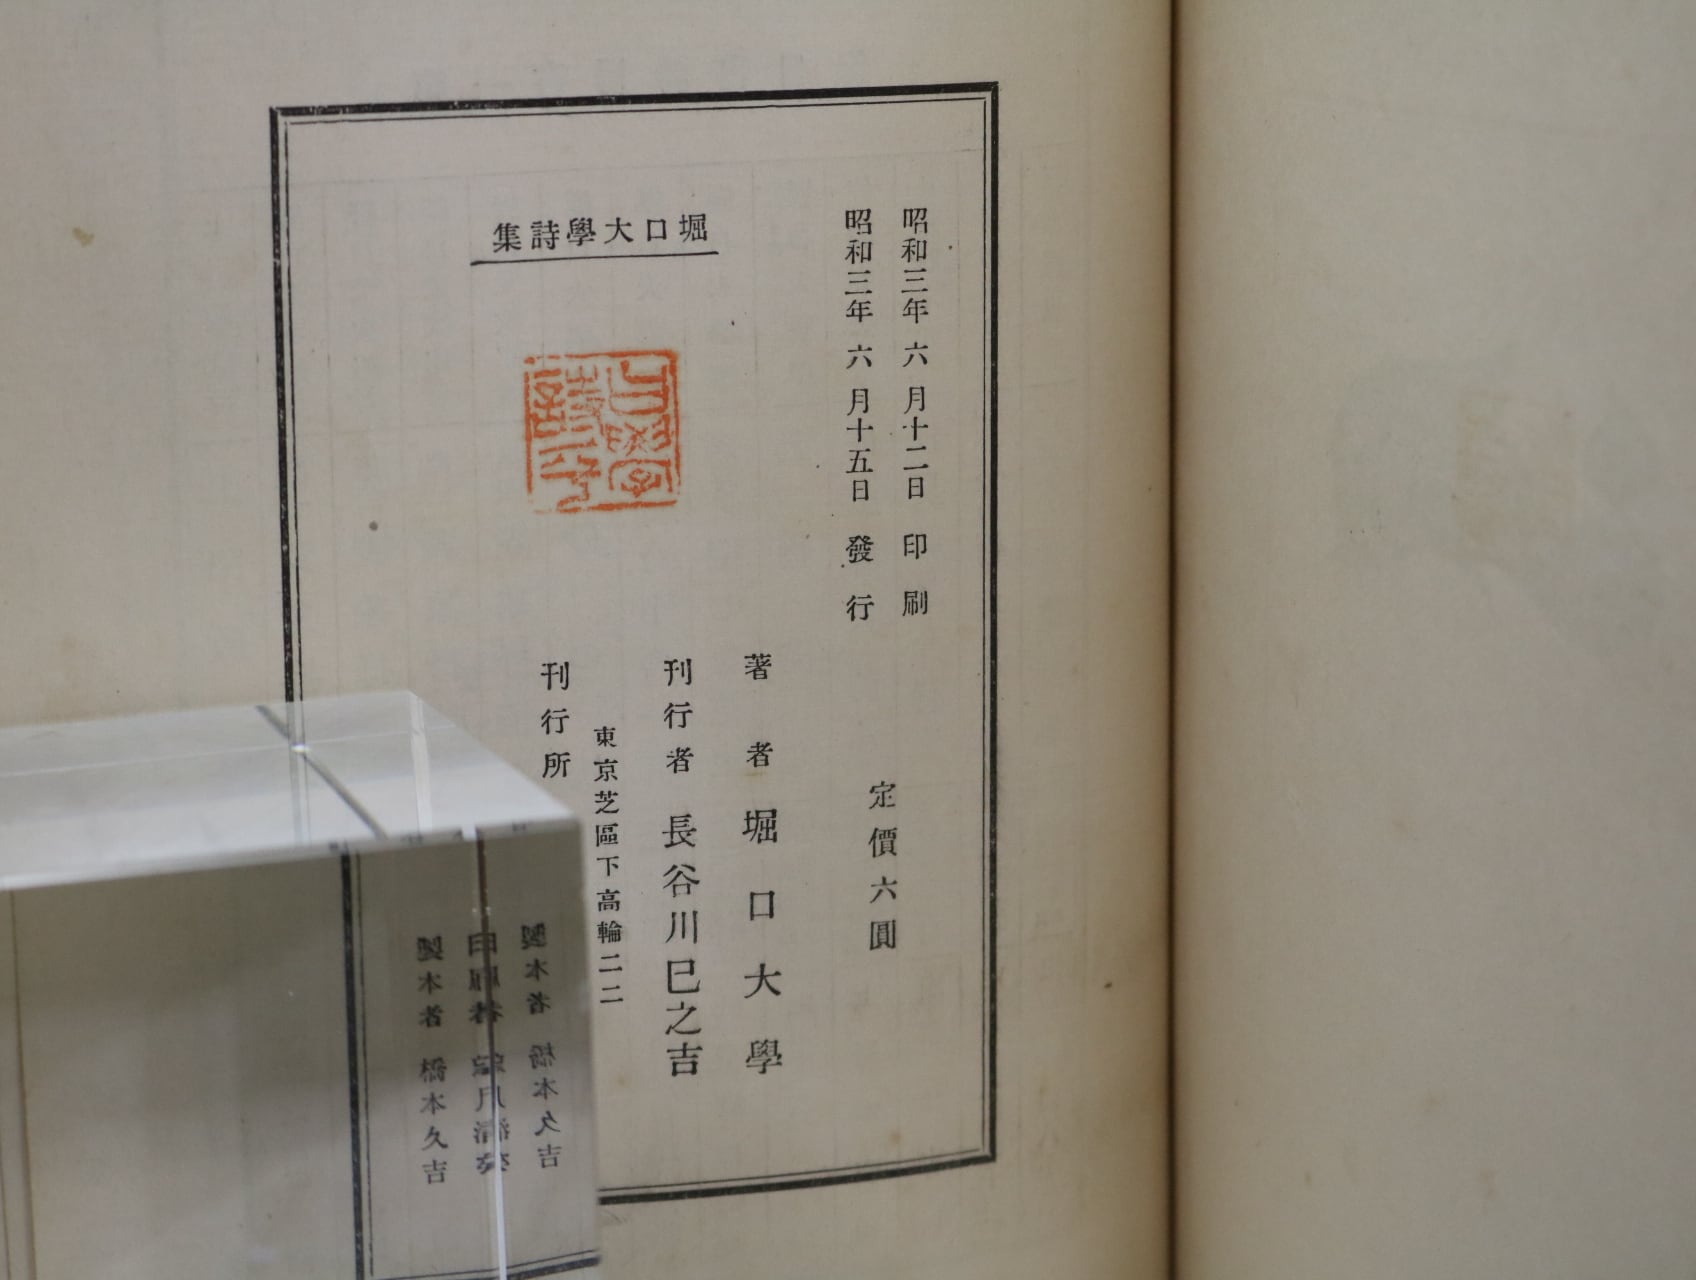 昭和三年六月十二日印刷
昭和三年六月十五日發行
定價六圓
堀口大學詩集
著者 堀口大學
刊行者 長谷川巳之吉
東京芝區下高輪二二
刊行所
製本者 橋本久吉